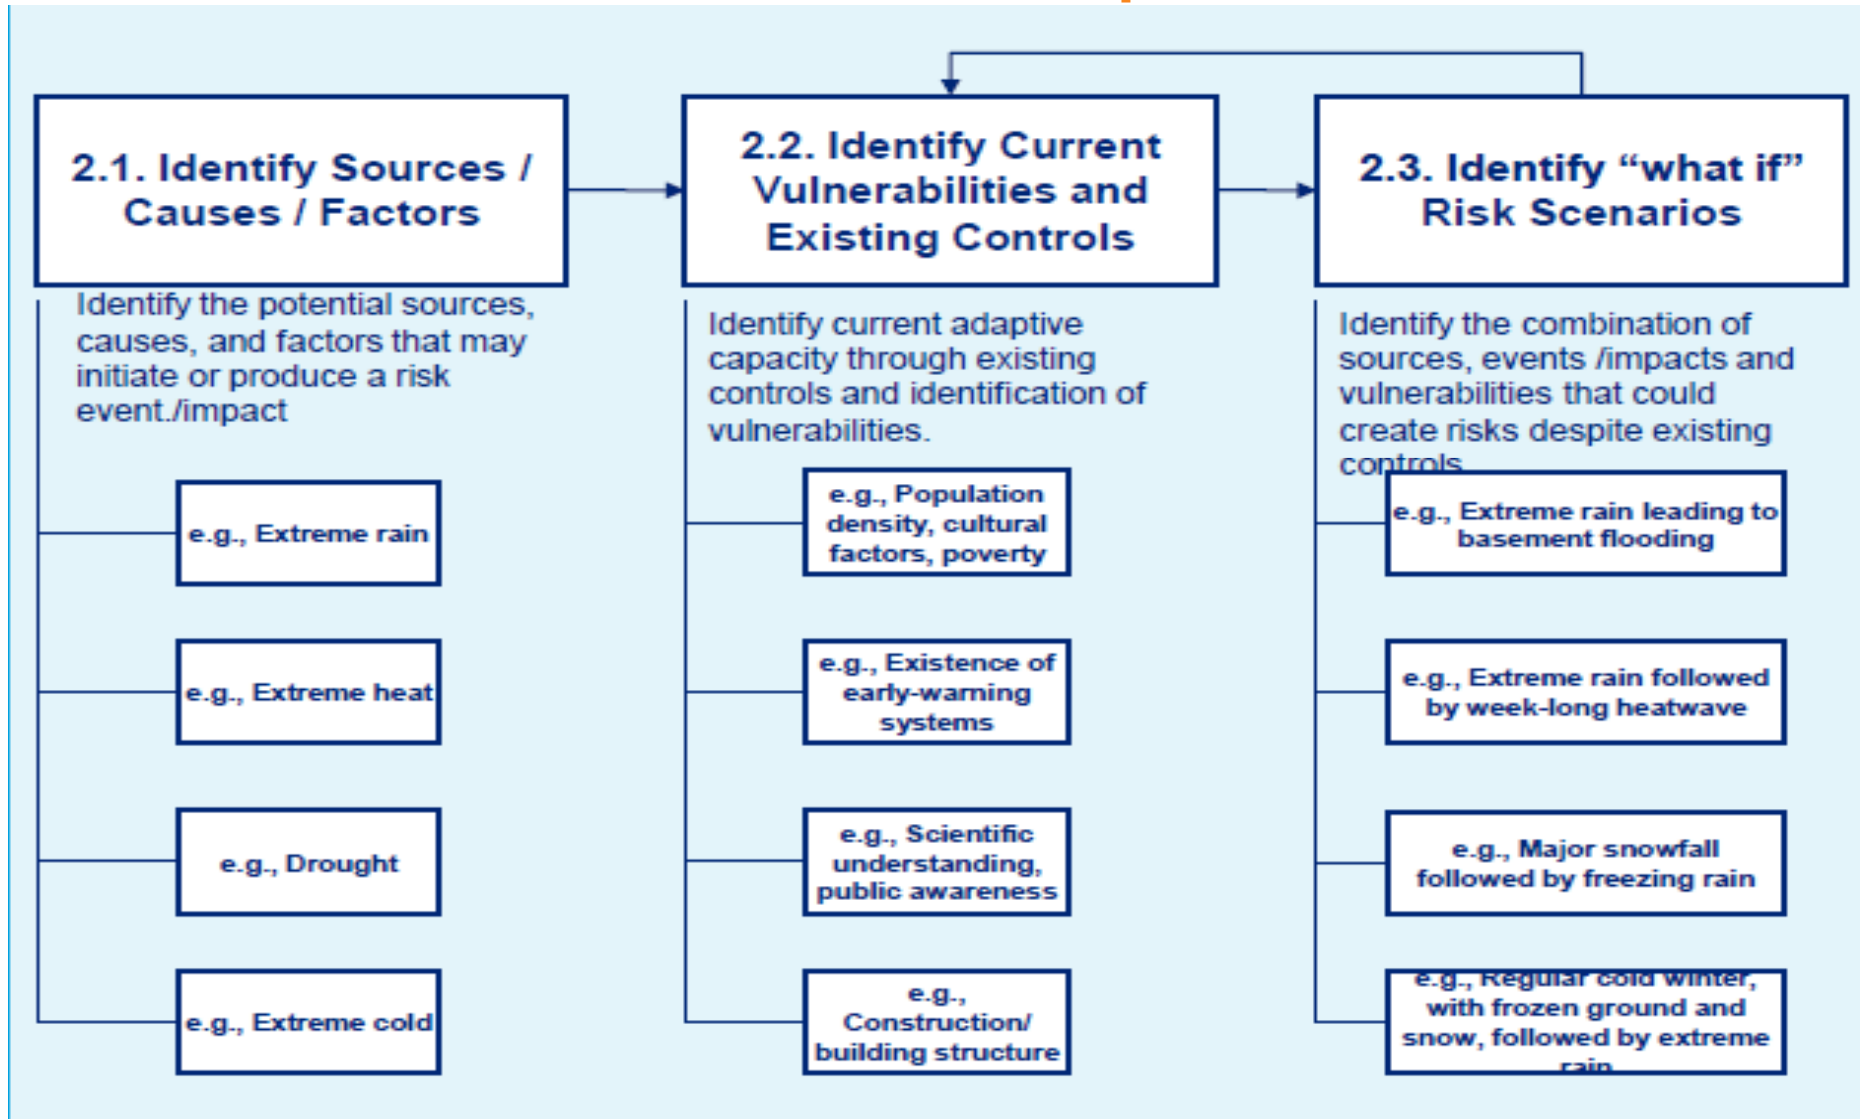 2.1. Identify Sources /
Causes / Factors
Identify the potential sources,
causes, and factors that may
initiate or produce a risk
event./impact
e.g., Extreme rain
e.g., Extreme heat
e.g., Drought
e.g., Extreme cold
2.2. Identify Current
Vulnerabilities and
Existing Controls
Identify current adaptive
capacity through existing
controls and identification of
vulnerabilities.
e.g., Population
density, cultural
factors, poverty
e.g., Existence of
early-warning
systems
e.g., Scientific
understanding,
public awareness
e.g.,
Construction/
building structure
2.3. Identify “what if”
Risk Scenarios
Identify the combination of
sources, events /impacts and
vulnerabilities that could
create risks despite existing
controls
e.g., Extreme rain leading to
basement flooding
e.g., Extreme rain followed
by week-long heatwave
e.g., Major snowfall
followed by freezing rain
e.g., Regular cold winter,
with frozen ground and
snow, followed by extreme
rain